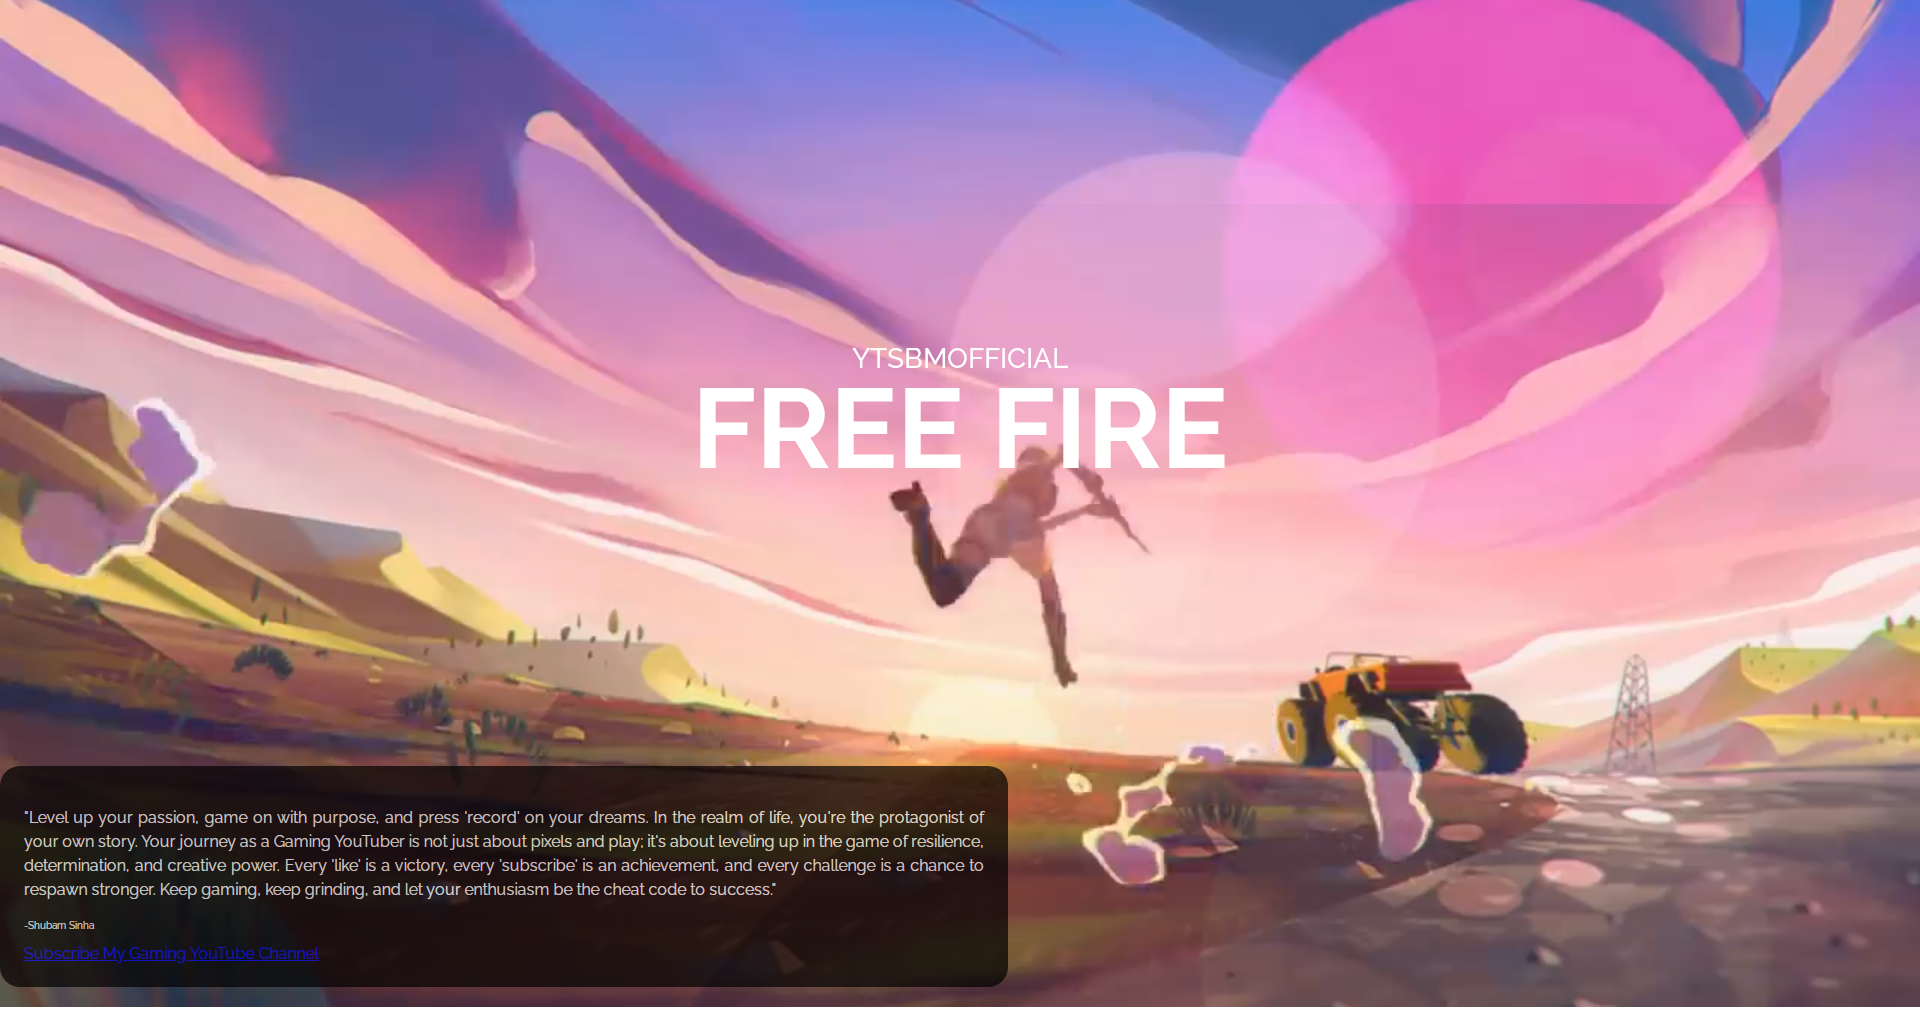 YTSBMOFFICIAL
FREE FIRE
"Level up your passion, game on with purpose, and press 'record' on your dreams. In the realm of life, you're the protagonist of
your own story. Your journey as a Gaming YouTuber is not just about pixels and play; it's about leveling up in the game of resilience,
determination, and creative power. Every 'like' is a victory, every 'subscribe' is an achievement, and every challenge is a chance to
respawn stronger. Keep gaming, keep grinding, and let your enthusiasm be the cheat code to success."
-Shubam Sinha
Subscribe My Gaming YouTube Channel